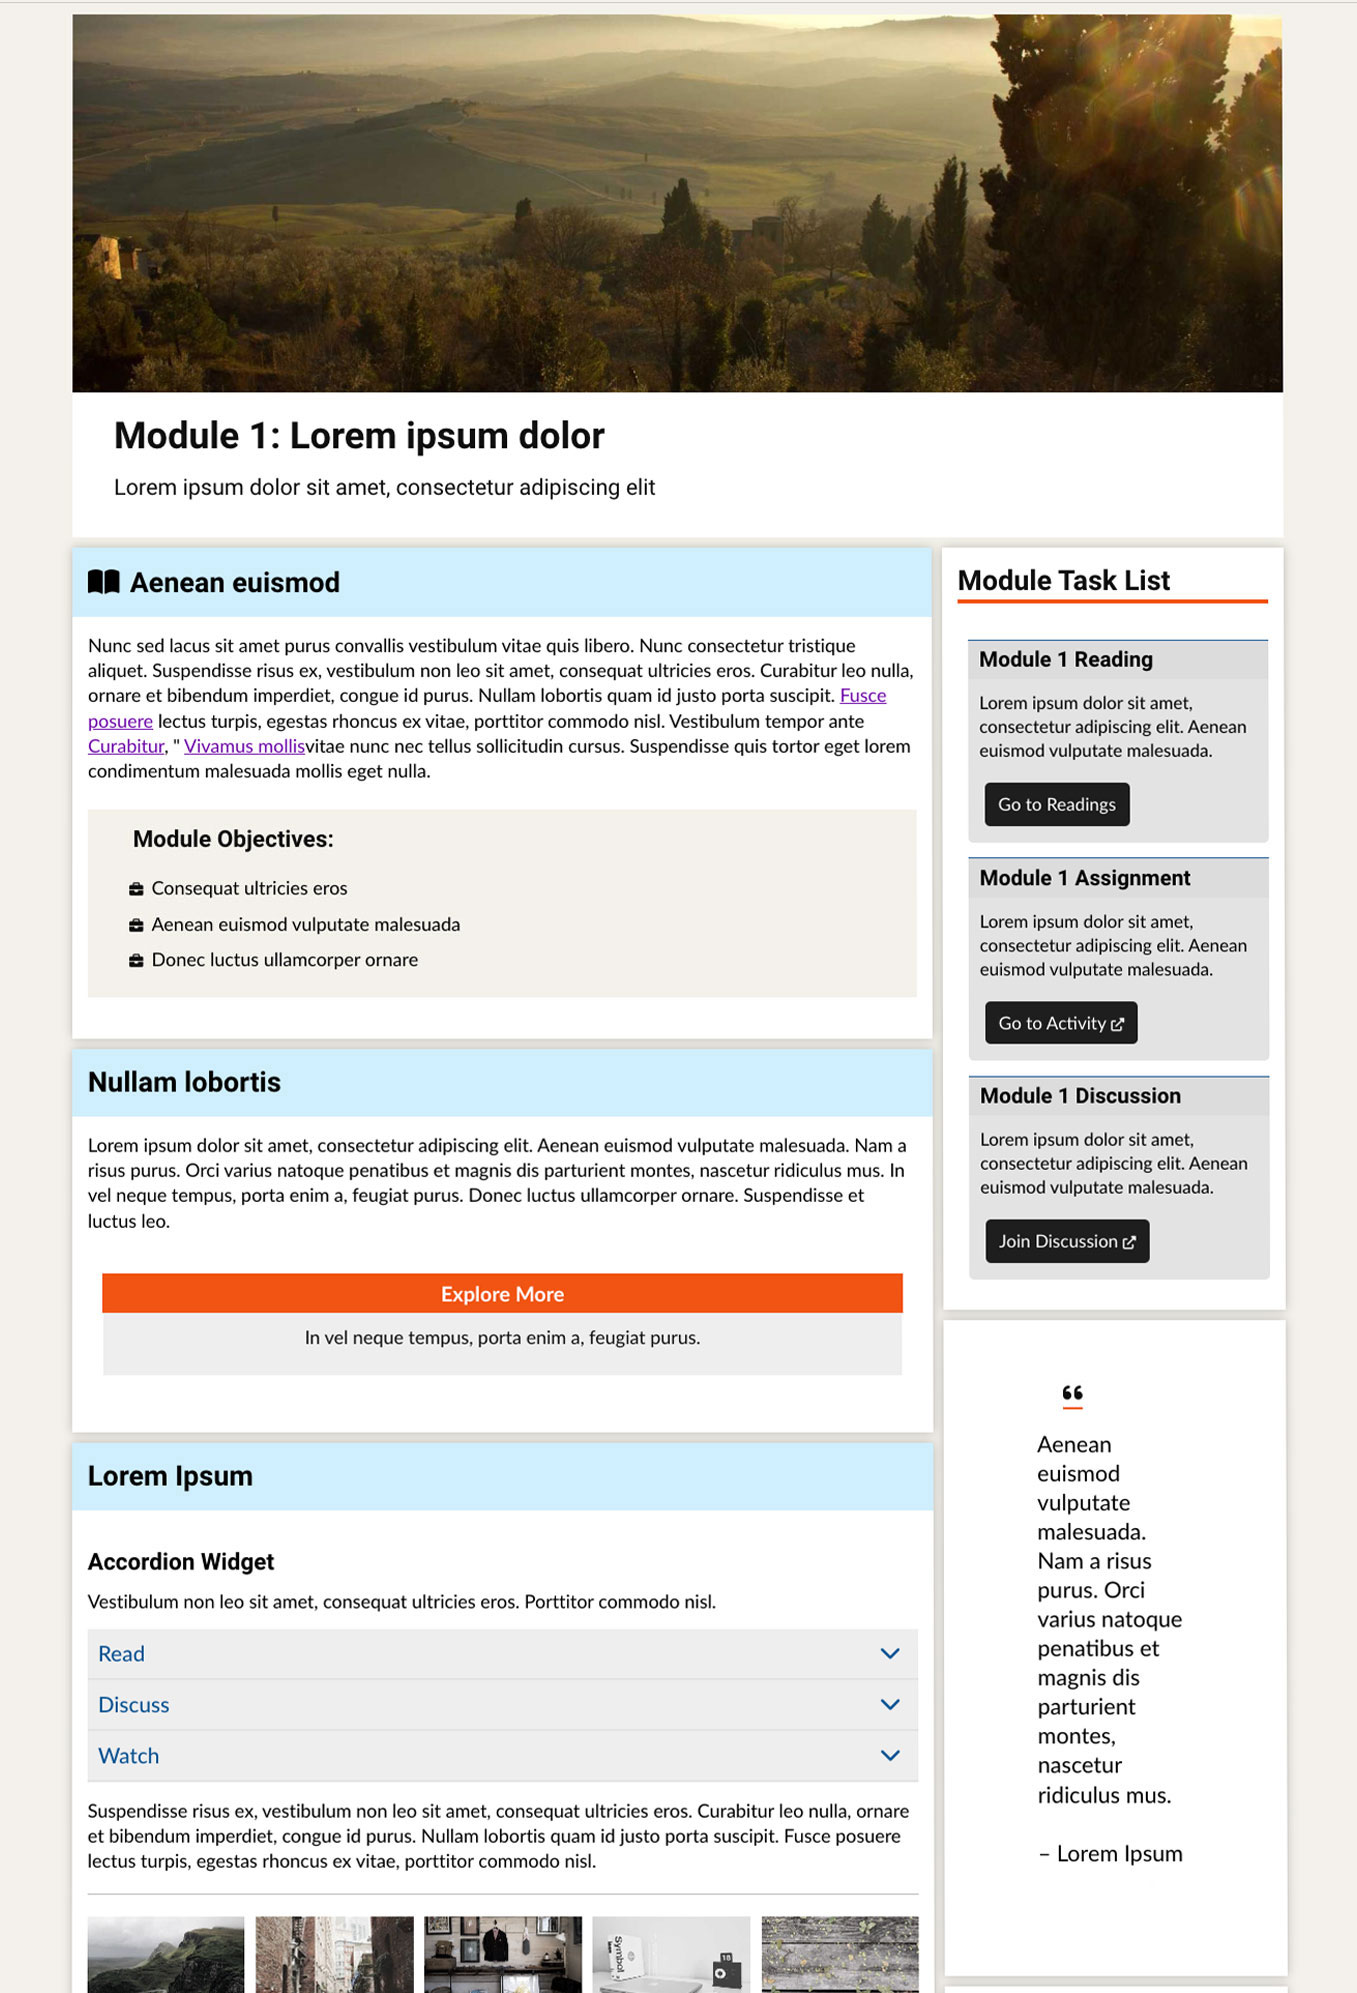 Module 1: Lorem ipsum dolor
Lorem ipsum dolor sit amet, consectetur adipiscing elit
Aenean euismod
Nunc sed lacus sit amet purus convallis vestibulum vitae quis libero. Nunc consectetur tristique
aliquet. Suspendisse risus ex, vestibulum non leo sit amet, consequat ultricies eros. Curabitur leo nulla,
ornare et bibendum imperdiet, congue id purus. Nullam lobortis quam id justo porta suscipit. Fusce
posuere lectus turpis, egestas rhoncus ex vitae, porttitor commodo nisl. Vestibulum tempor ante
Curabitur, " Vivamus mollisvitae nunc nec tellus sollicitudin cursus. Suspendisse quis tortor eget lorem
condimentum malesuada mollis eget nulla.
Module Objectives:
Consequat ultricies eros
Aenean euismod vulputate malesuada
Donec luctus ullamcorper ornare
Nullam lobortis
Lorem ipsum dolor sit amet, consectetur adipiscing elit. Aenean euismod vulputate malesuada. Nam a
risus purus. Orci varius natoque penatibus et magnis dis parturient montes, nascetur ridiculus mus. In
vel neque tempus, porta enim a, feugiat purus. Donec luctus ullamcorper ornare. Suspendisse et
luctus leo.
Explore More
In vel neque tempus, porta enim a, feugiat purus.
Lorem Ipsum
Accordion Widget
Vestibulum non leo sit amet, consequat ultricies eros. Porttitor commodo nisl.
Read
Discuss
Watch
Suspendisse risus ex, vestibulum non leo sit amet, consequat ultricies eros. Curabitur leo nulla, ornare
et bibendum imperdiet, congue id purus. Nullam lobortis quam id justo porta suscipit. Fusce posuere
lectus turpis, egestas rhoncus ex vitae, porttitor commodo nisl.
Symbol
18
Module Task List
Module 1 Reading
Lorem ipsum dolor sit amet,
consectetur adipiscing elit. Aenean
euismod vulputate malesuada.
Go to Readings
Module 1 Assignment
Lorem ipsum dolor sit amet,
consectetur adipiscing elit. Aenean
euismod vulputate malesuada.
Go to Activity
Module 1 Discussion
Lorem ipsum dolor sit amet,
consectetur adipiscing elit. Aenean
euismod vulputate malesuada.
Join Discussion
“
Aenean
euismod
vulputate
malesuada.
Nam a risus
purus. Orci
varius natoque
penatibus et
magnis dis
parturient
montes,
nascetur
ridiculus mus.
– Lorem Ipsum